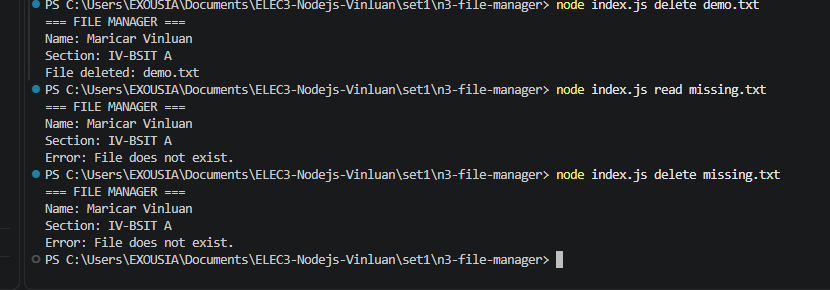 PS C:\Users\EXOUSIA\Documents\ELEC3-Nodejs-Vinluan\set1\n3-file-manager> node index.js delete demo.txt
=== FILE MANAGER ===
Name: Maricar Vinluan
Section: IV-BSIT A
File deleted: demo.txt
PS C:\Users\EXOUSIA\Documents\ELEC3-Nodejs-Vinluan\set1\n3-file-manager> node index.js read missing.txt
=== FILE MANAGER ===
Name: Maricar Vinluan
Section: IV-BSIT A
Error: File does not exist.
PS C:\Users\EXOUSIA\Documents\ELEC3-Nodejs-Vinluan\set1\n3-file-manager> node index.js delete missing.txt
=== FILE MANAGER ===
Name: Maricar Vinluan
Section: IV-BSIT A
Error: File does not exist.
PS C:\Users\EXOUSIA\Documents\ELEC3-Nodejs-Vinluan\set1\n3-file-manager>